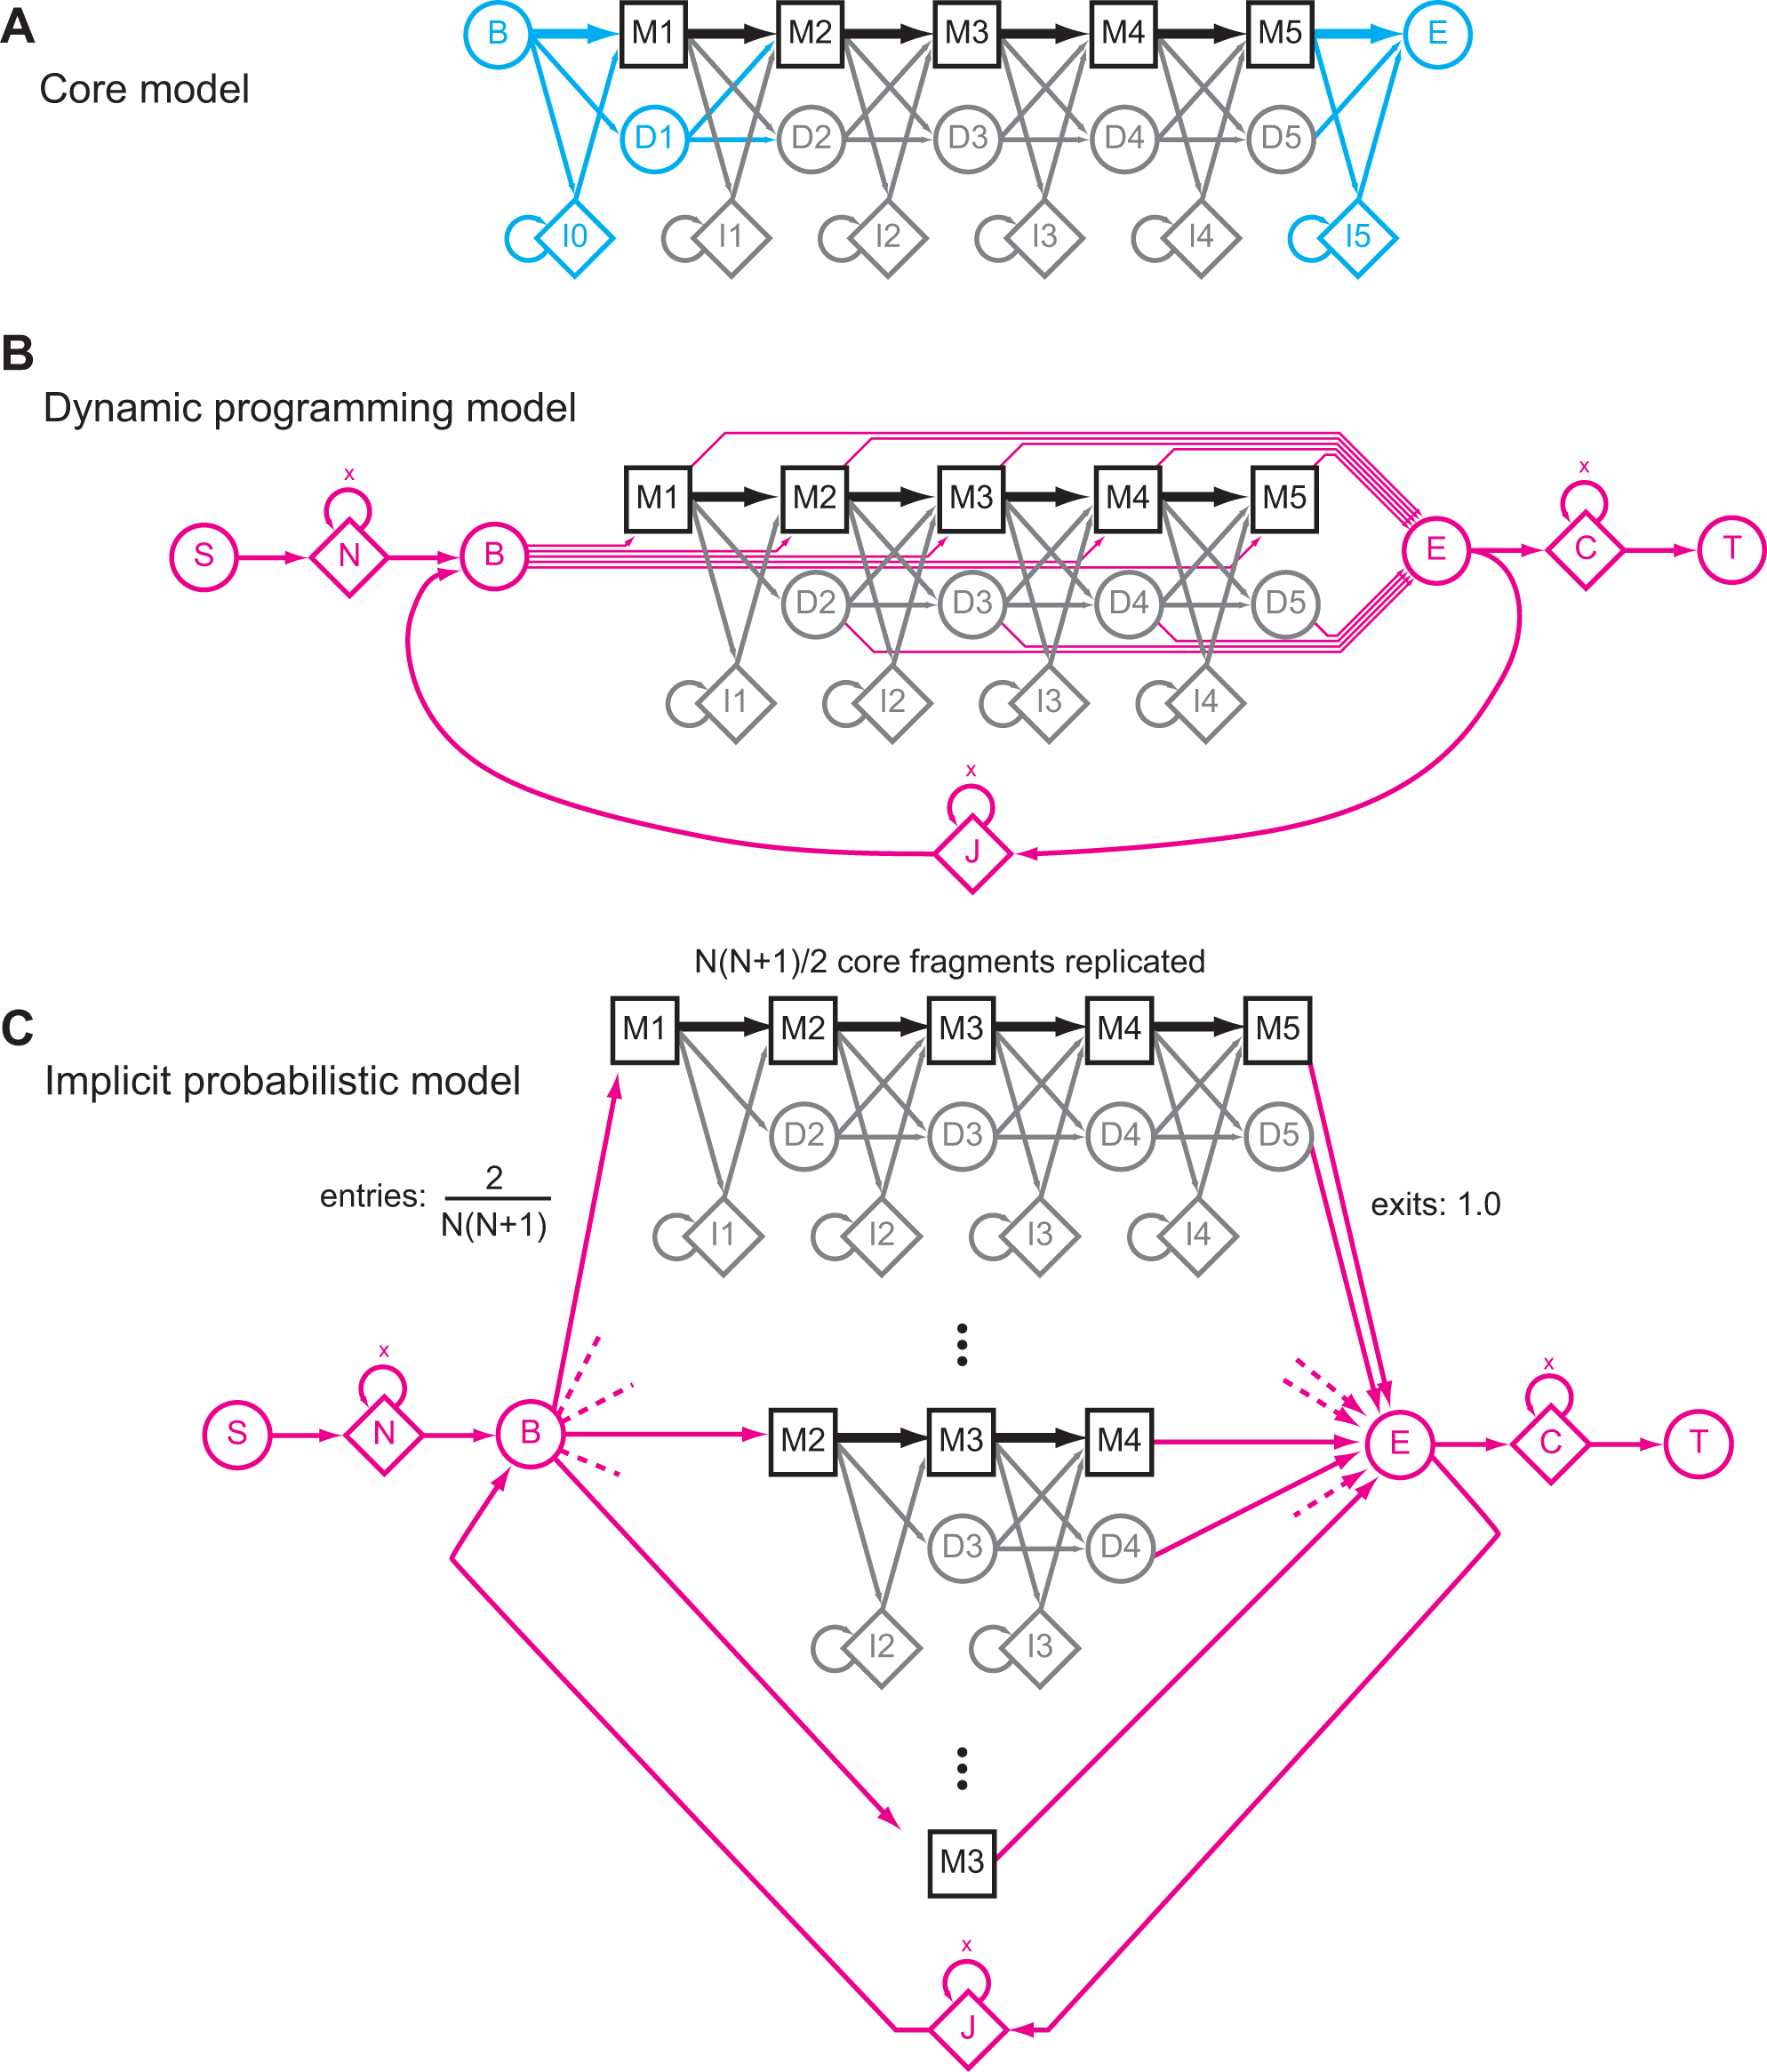 A
B M1 M2 M3 M4 M5 E
Core model
D1 D2 D3 D4 D5
I0 I1 I2 I3 I4 I5
B
Dynamic programming model
x x
M1 M2 M3 M4 M5
S N B E C T
D2 D3 D4 D5
I1 I2 I3 I4
x
J
N(N+1)/2 core fragments replicated
C
M1 M2 M3 M4 M5
Implicit probabilistic model
D2 D3 D4 D5
entries: 2
N(N+1)
exits: 1.0
I1 I2 I3 I4
x x
S N B M2 M3 M4 E C T
D3 D4
I2 I3
M3
x
J